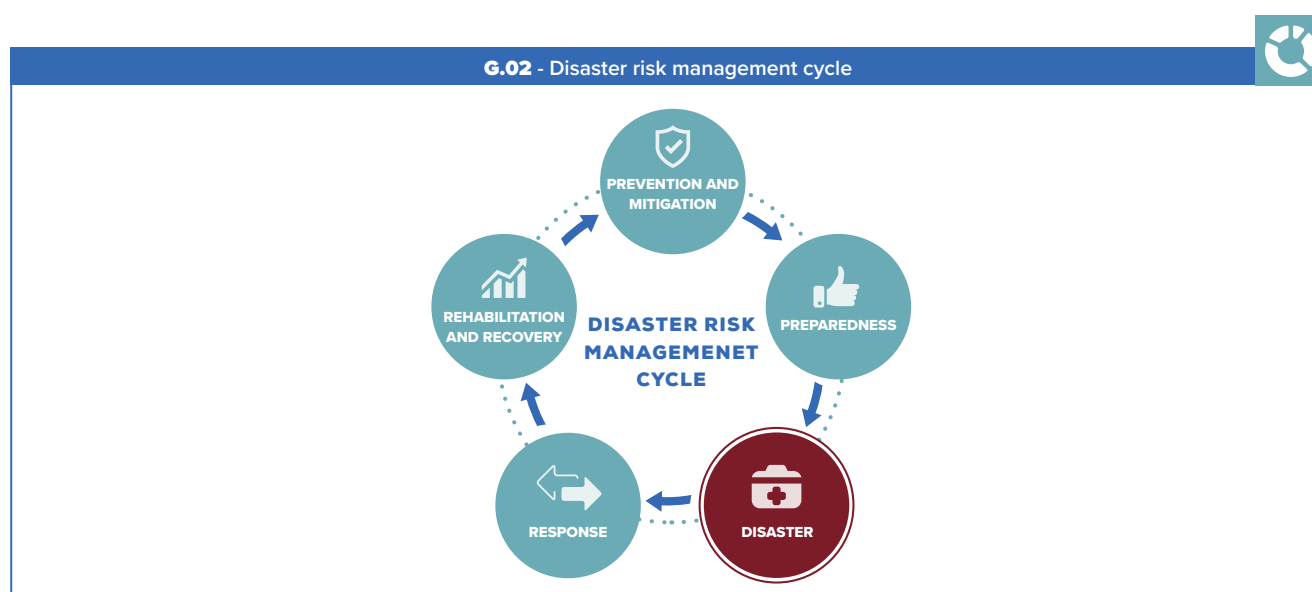 G.02 - Disaster risk management cycle
PREVENTION AND
MITIGATION
PREPAREDNESS
DISASTER
RESPONSE
REHABILITATION
AND RECOVERY
DISASTER RISK
MANAGEMENET
CYCLE